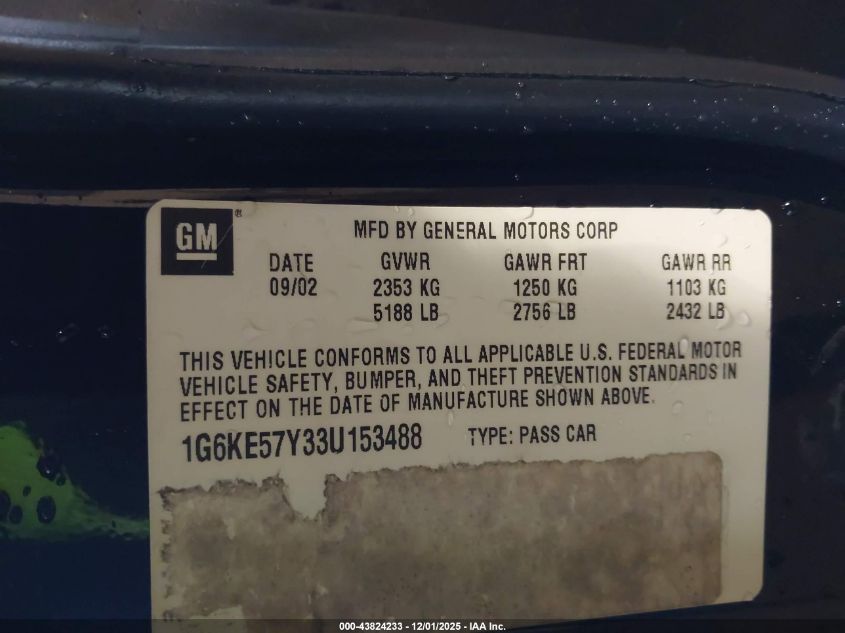 GM®
MFD BY GENERAL MOTORS CORP
DATE GVWR GAWR FRT GAWR RR
09/02 2353 KG 1250 KG 1103 KG
5188 LB 2756 LB 2432 LB
THIS VEHICLE CONFORMS TO ALL APPLICABLE U.S. FEDERAL MOTOR
VEHICLE SAFETY, BUMPER, AND THEFT PREVENTION STANDARDS IN
EFFECT ON THE DATE OF MANUFACTURE SHOWN ABOVE.
1G6KE57Y33U153488 TYPE: PASS CAR
000-43824233 - 12/01/2025 - IAA Inc.